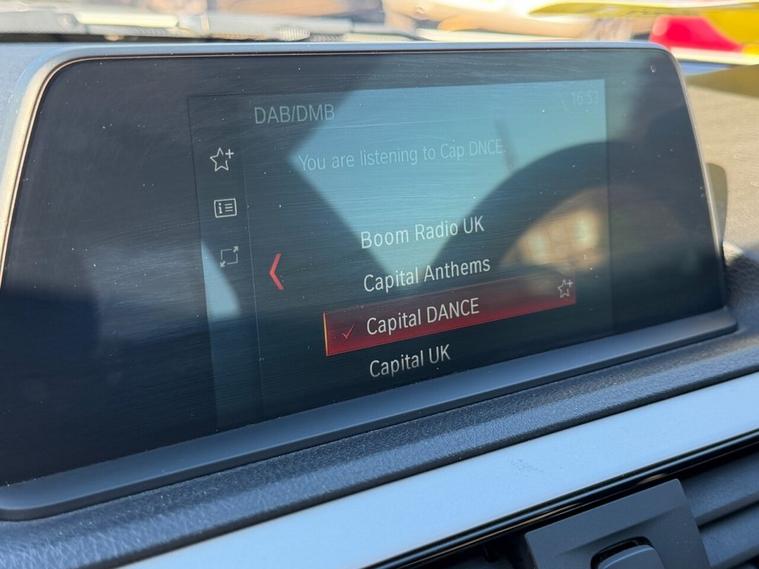 DAB/DMB
16:53
You are listening to Cap DNCE.
Boom Radio UK
Capital Anthems
Capital DANCE
Capital UK